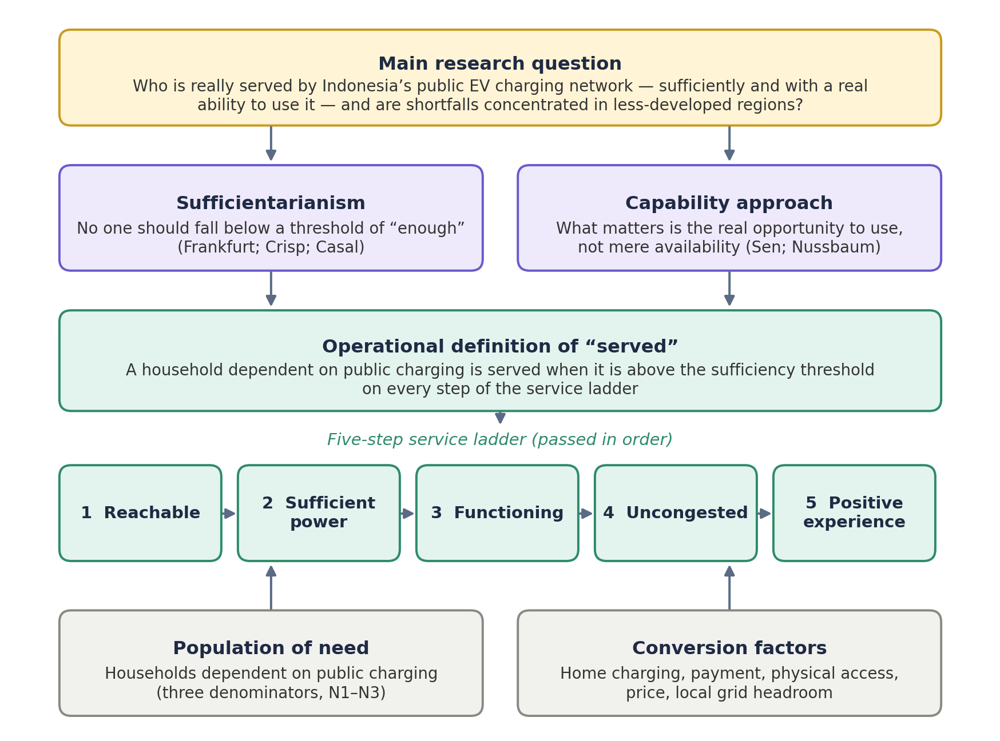 Main research question
Who is really served by Indonesia’s public EV charging network — sufficiently and with a real
ability to use it — and are shortfalls concentrated in less-developed regions?
Sufficientarianism
No one should fall below a threshold of “enough”
(Frankfurt; Crisp; Casal)
Capability approach
What matters is the real opportunity to use,
not mere availability (Sen; Nussbaum)
Operational definition of “served”
A household dependent on public charging is served when it is above the sufficiency threshold
on every step of the service ladder
Five-step service ladder (passed in order)
1 Reachable
2 Sufficient
power
3 Functioning
4 Uncongested
5 Positive
experience
Population of need
Households dependent on public charging
(three denominators, N1–N3)
Conversion factors
Home charging, payment, physical access,
price, local grid headroom